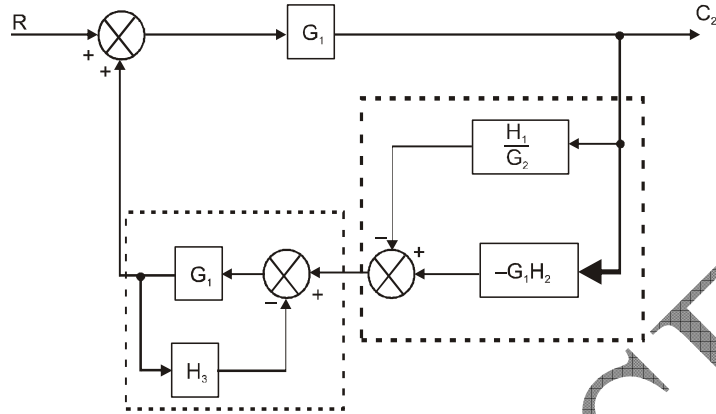 R
C₂
G₁
+
+
H₁
G₂
–
+
–G₁H₂
G₁
–
+
H₃